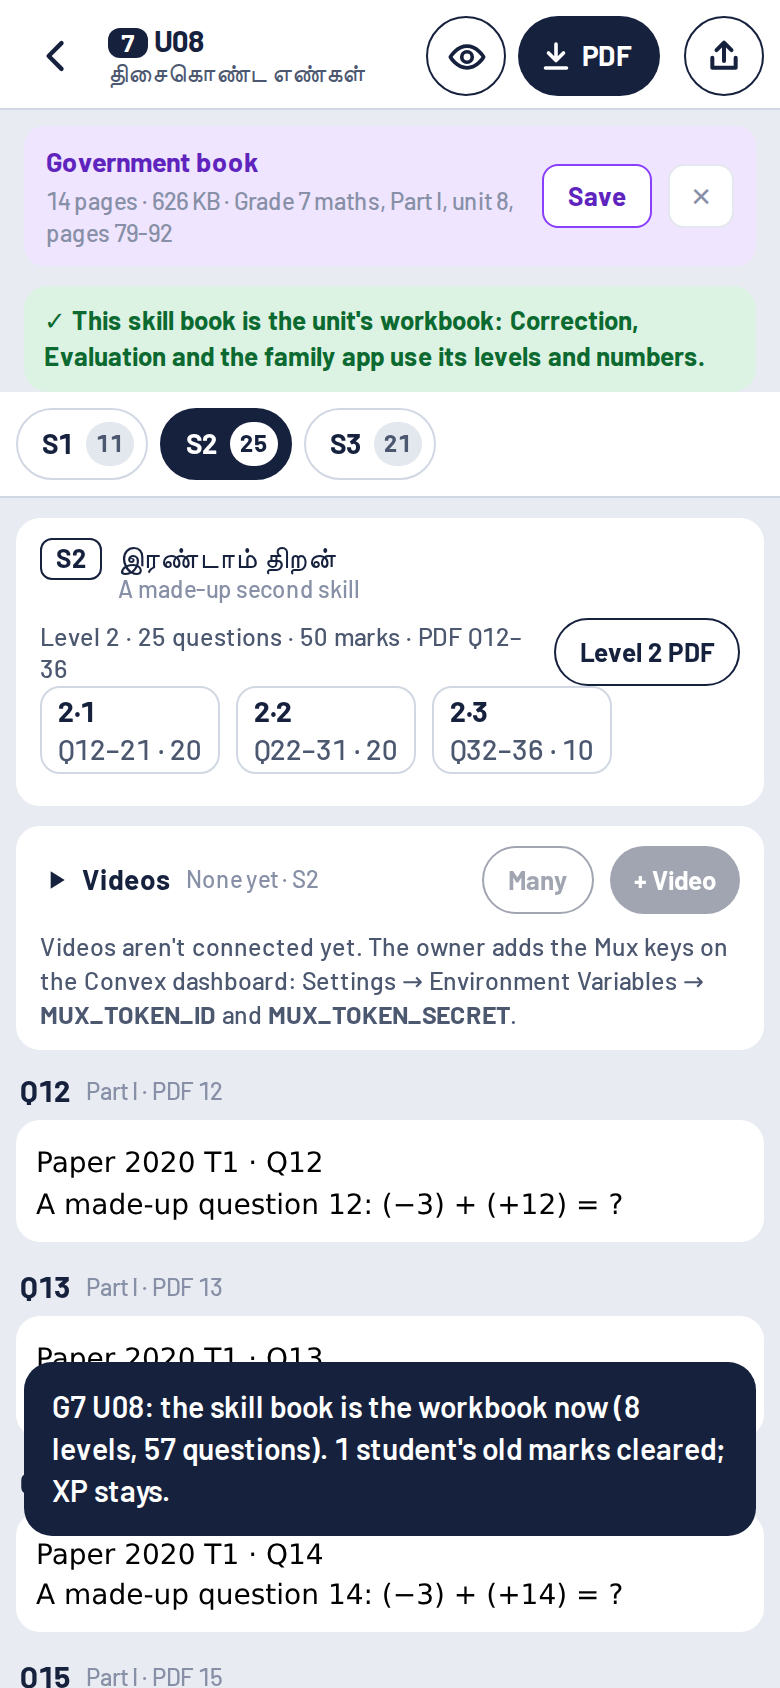 7 U08
திசைகொண்ட எண்கள்
PDF
Government book
14 pages · 626 KB · Grade 7 maths, Part I, unit 8,
pages 79-92
Save
✕
✓ This skill book is the unit's workbook: Correction,
Evaluation and the family app use its levels and numbers.
S1 11
S2 25
S3 21
S2 இரண்டாம் திறன்
A made-up second skill
Level 2 · 25 questions · 50 marks · PDF Q12–
36
Level 2 PDF
2·1
Q12–21 · 20
2·2
Q22–31 · 20
2·3
Q32–36 · 10
▶ Videos None yet · S2
Many
+ Video
Videos aren't connected yet. The owner adds the Mux keys on
the Convex dashboard: Settings → Environment Variables →
MUX_TOKEN_ID and MUX_TOKEN_SECRET.
Q12 Part I · PDF 12
Paper 2020 T1 · Q12
A made-up question 12: (−3) + (+12) = ?
Q13 Part I · PDF 13
Paper 2020 T1 · Q13
G7 U08: the skill book is the workbook now (8
levels, 57 questions). 1 student's old marks cleared;
XP stays.
Paper 2020 T1 · Q14
A made-up question 14: (−3) + (+14) = ?
Q15 Part I · PDF 15